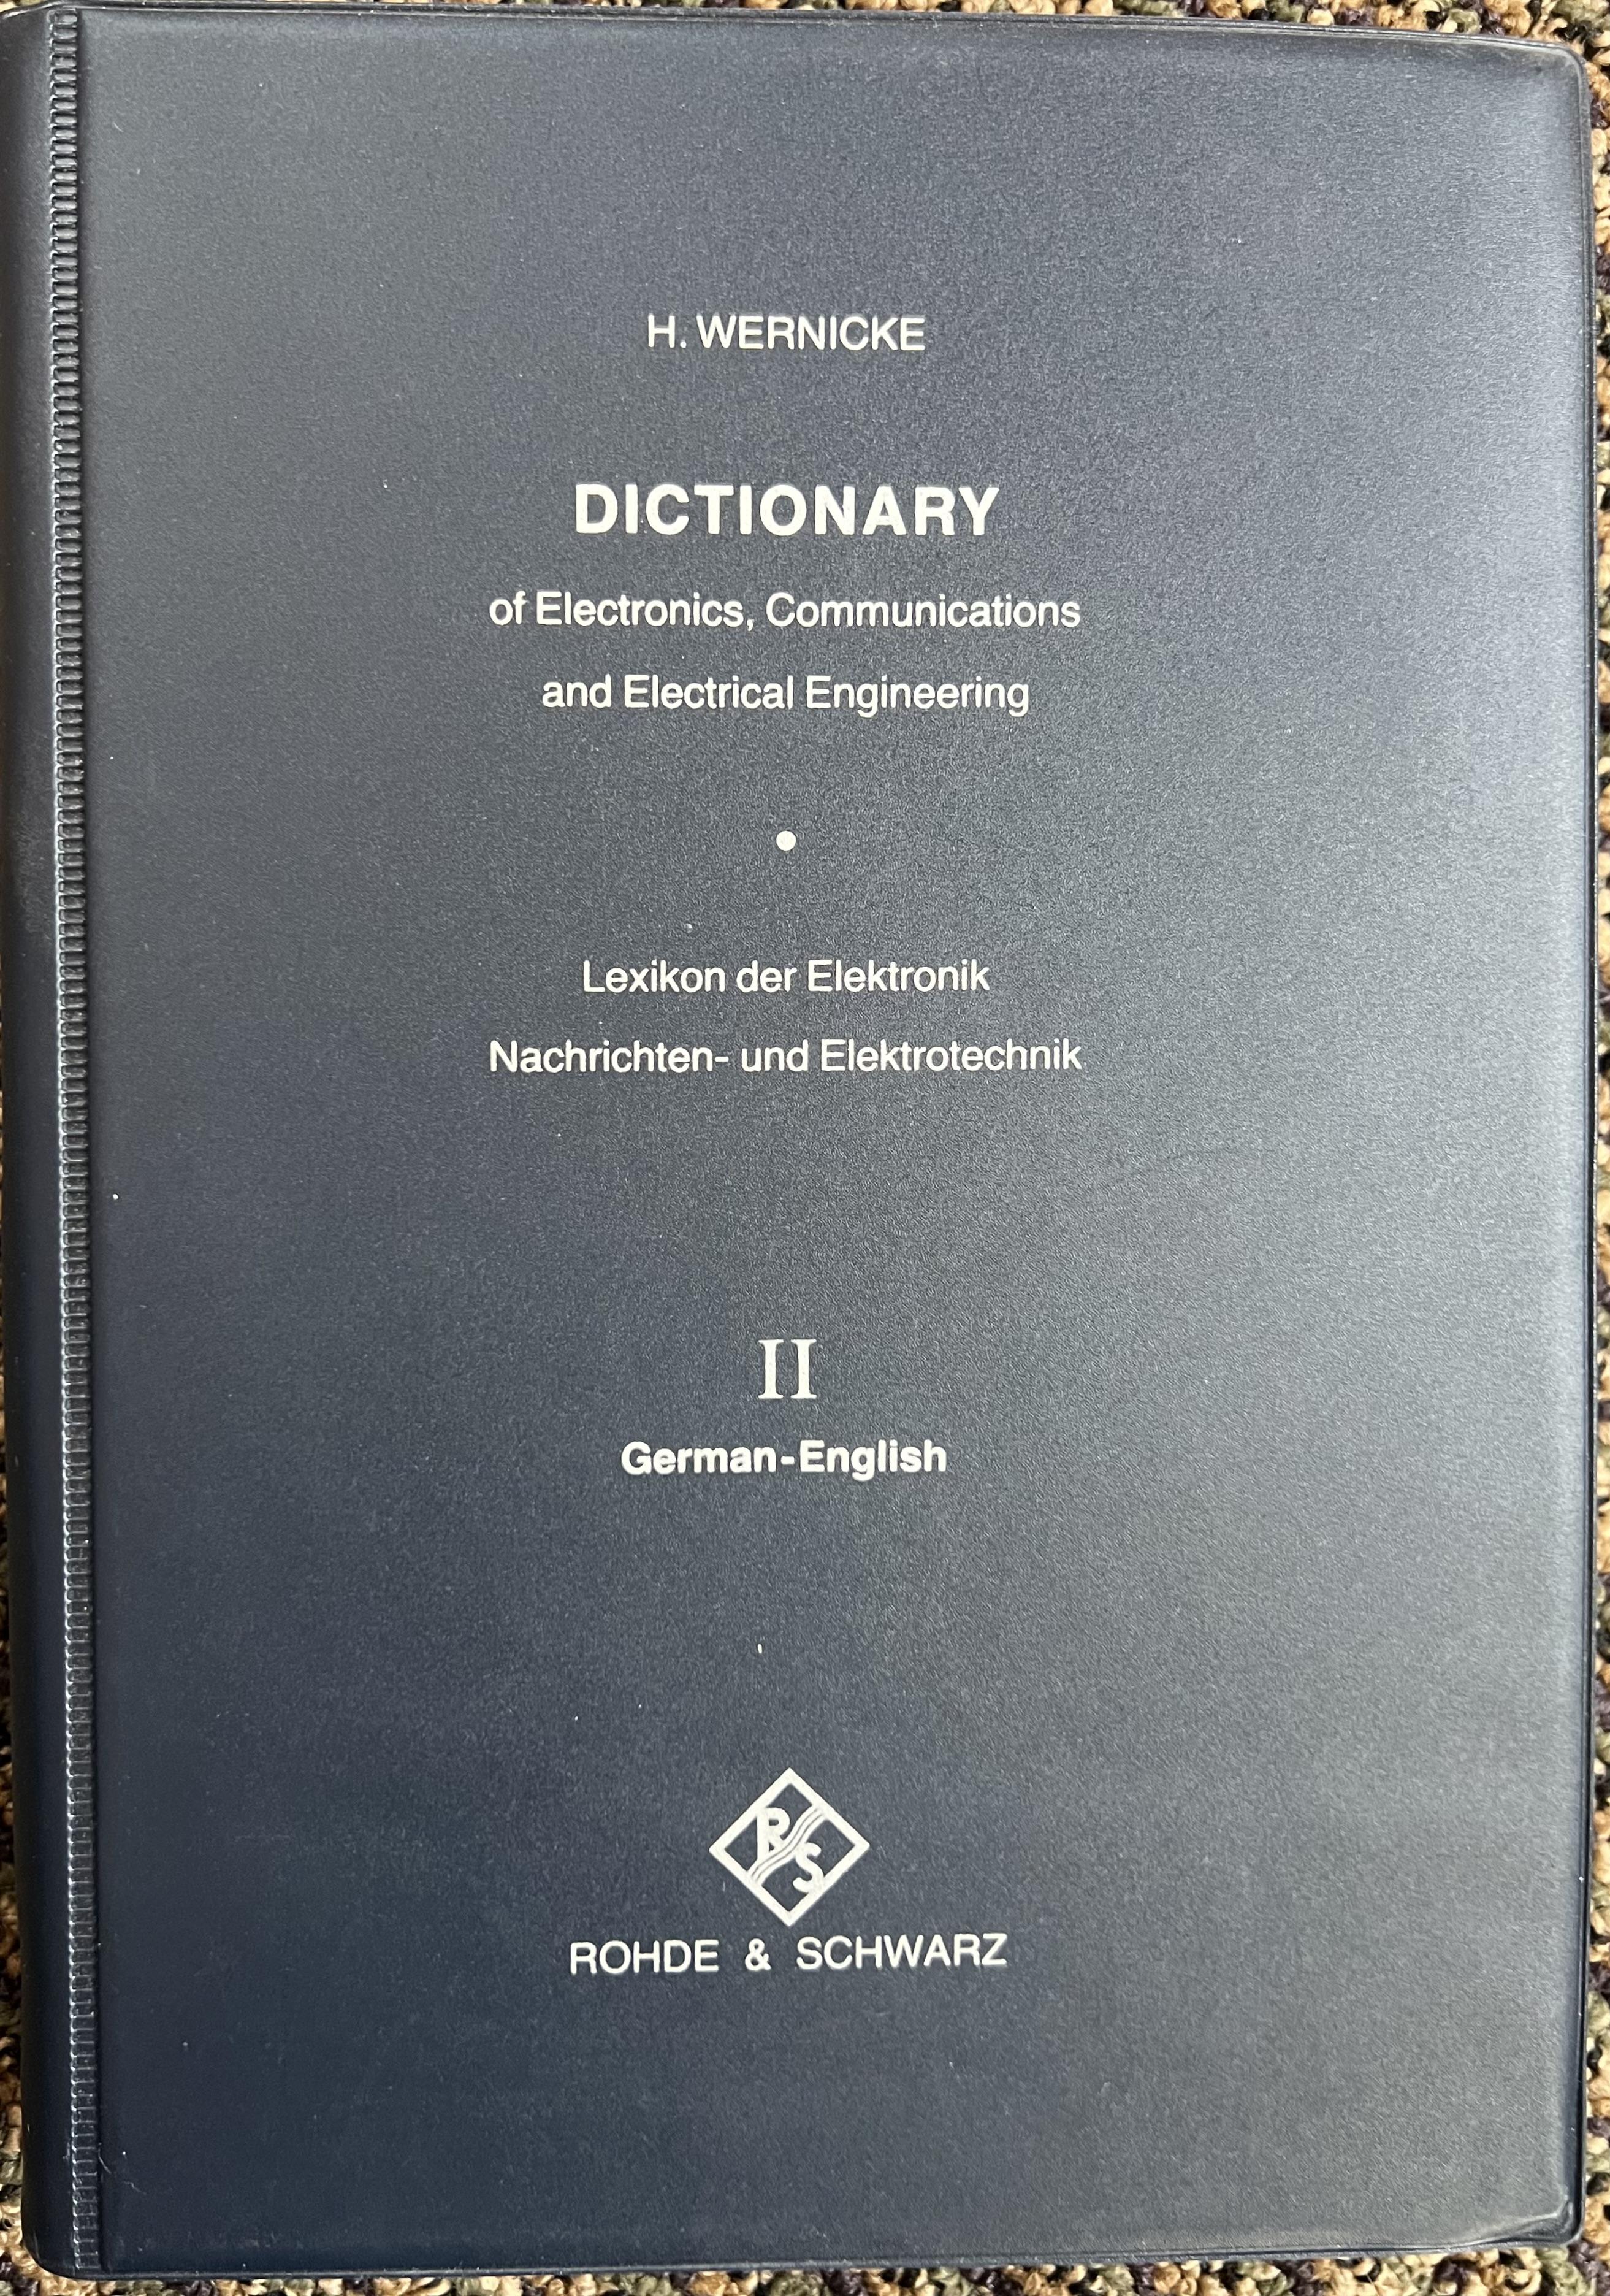 H. WERNICKE
DICTIONARY
of Electronics, Communications
and Electrical Engineering
•
Lexikon der Elektronik
Nachrichten- und Elektrotechnik
II
German-English
R
S
ROHDE & SCHWARZ